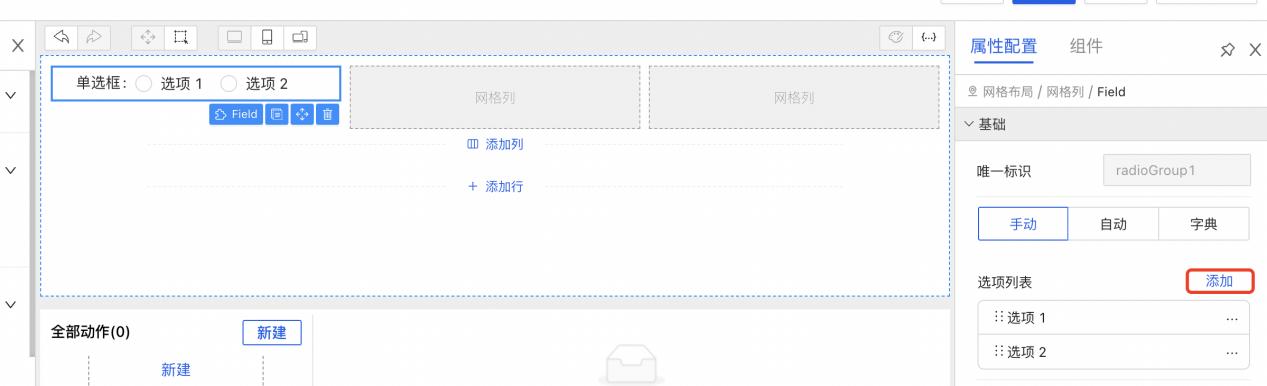 {...}
属性配置 组件
单选框: 选项 1 选项 2
网格列
网格列
网格布局 / 网格列 / Field
Field
基础
添加列
唯一标识 radioGroup1
添加行
手动 自动 字典
选项列表 添加
选项 1 ...
选项 2 ...
全部动作(0) 新建
新建